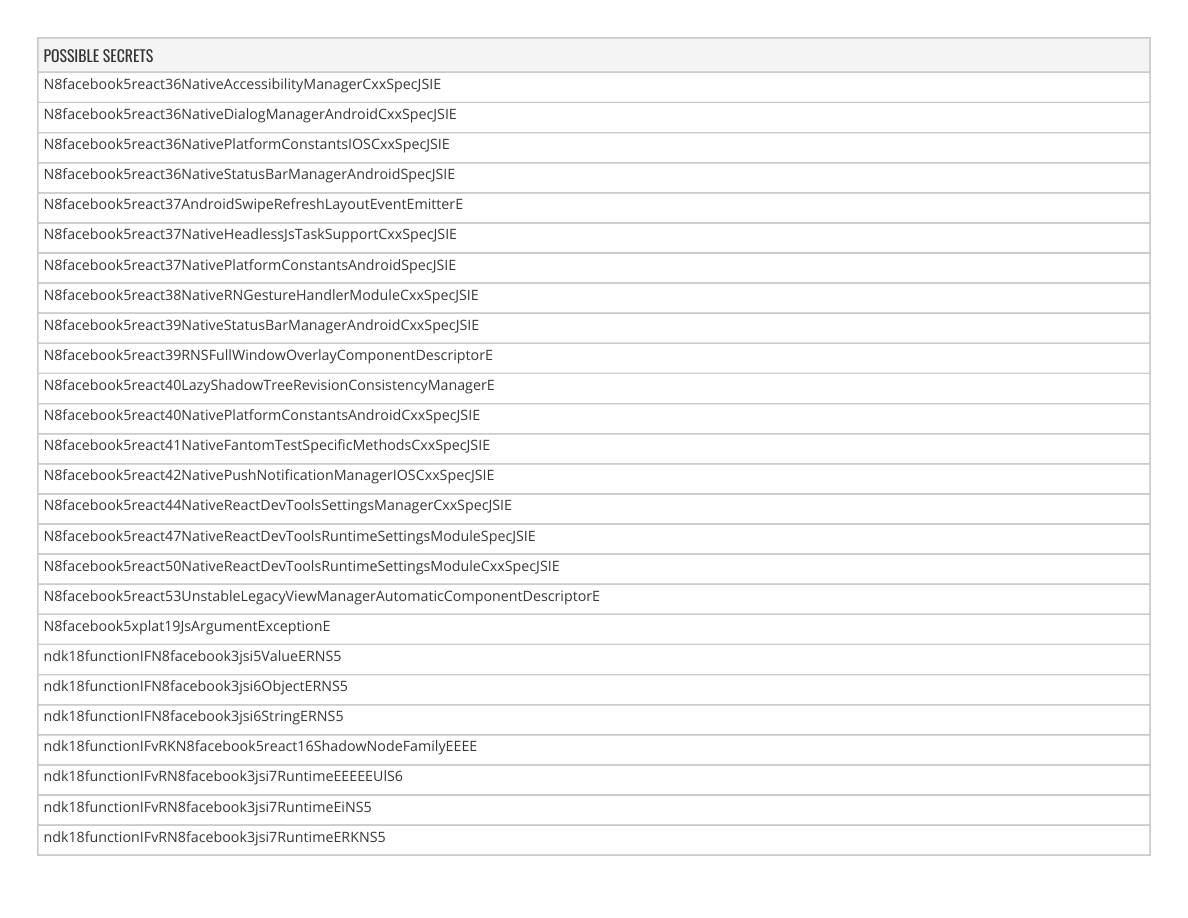 POSSIBLE SECRETS
N8facebook5react36NativeAccessibilityManagerCxxSpecJSIE
N8facebook5react36NativeDialogManagerAndroidCxxSpecJSIE
N8facebook5react36NativePlatformConstantsIOSCxxSpecJSIE
N8facebook5react36NativeStatusBarManagerAndroidSpecJSIE
N8facebook5react37AndroidSwipeRefreshLayoutEventEmitterE
N8facebook5react37NativeHeadlessJsTaskSupportCxxSpecJSIE
N8facebook5react37NativePlatformConstantsAndroidSpecJSIE
N8facebook5react38NativeRNGestureHandlerModuleCxxSpecJSIE
N8facebook5react39NativeStatusBarManagerAndroidCxxSpecJSIE
N8facebook5react39RNSFullWindowOverlayComponentDescriptorE
N8facebook5react40LazyShadowTreeRevisionConsistencyManagerE
N8facebook5react40NativePlatformConstantsAndroidCxxSpecJSIE
N8facebook5react41NativeFantomTestSpecificMethodsCxxSpecJSIE
N8facebook5react42NativePushNotificationManagerIOSCxxSpecJSIE
N8facebook5react44NativeReactDevToolsSettingsManagerCxxSpecJSIE
N8facebook5react47NativeReactDevToolsRuntimeSettingsModuleSpecJSIE
N8facebook5react50NativeReactDevToolsRuntimeSettingsModuleCxxSpecJSIE
N8facebook5react53UnstableLegacyViewManagerAutomaticComponentDescriptorE
N8facebook5xplat19JsArgumentExceptionE
ndk18functionIFN8facebook3jsi5ValueERNS5
ndk18functionIFN8facebook3jsi6ObjectERNS5
ndk18functionIFN8facebook3jsi6StringERNS5
ndk18functionIFvRKN8facebook5react16ShadowNodeFamilyEEEE
ndk18functionIFvRN8facebook3jsi7RuntimeEEEEEUlS6
ndk18functionIFvRN8facebook3jsi7RuntimeEiNS5
ndk18functionIFvRN8facebook3jsi7RuntimeERKNS5